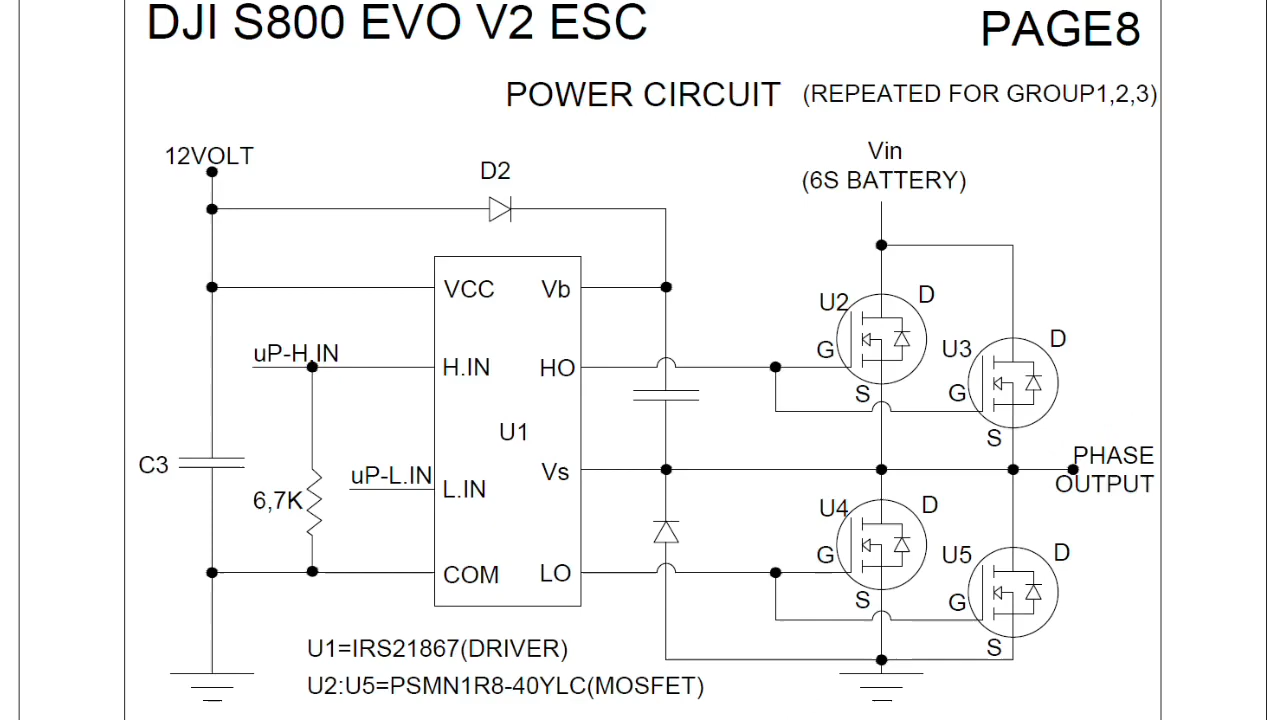 DJI S800 EVO V2 ESC
PAGE8
POWER CIRCUIT (REPEATED FOR GROUP1,2,3)
12VOLT
D2
Vin
(6S BATTERY)
VCC
Vb
U2
D
G
S
uP-H.IN
H.IN
HO
U3
D
G
S
U1
C3
6,7K
uP-L.IN
L.IN
Vs
PHASE
OUTPUT
U4
D
G
S
COM
LO
U5
D
G
S
U1=IRS21867(DRIVER)
U2:U5=PSMN1R8-40YLC(MOSFET)